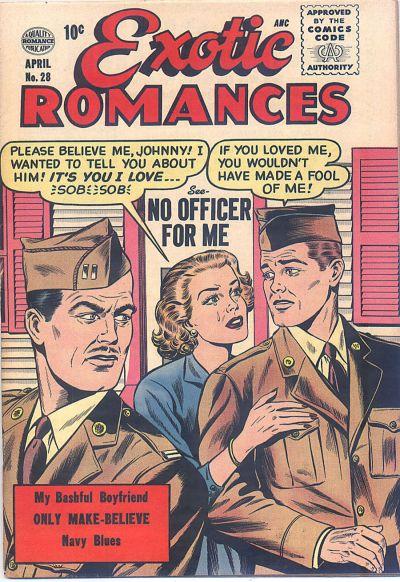 A QUALITY
ROMANCE
PUBLICATION
APRIL
No. 28
10¢
ANC
APPROVED
BY THE
COMICS
CODE
AUTHORITY
Exotic
ROMANCES
PLEASE BELIEVE ME, JOHNNY! I
WANTED TO TELL YOU ABOUT
HIM! IT'S YOU I LOVE---
SOB SOB
IF YOU LOVED ME,
YOU WOULDN'T
HAVE MADE A FOOL
OF ME!
See-
NO OFFICER
FOR ME
My Bashful Boyfriend
ONLY MAKE-BELIEVE
Navy Blues